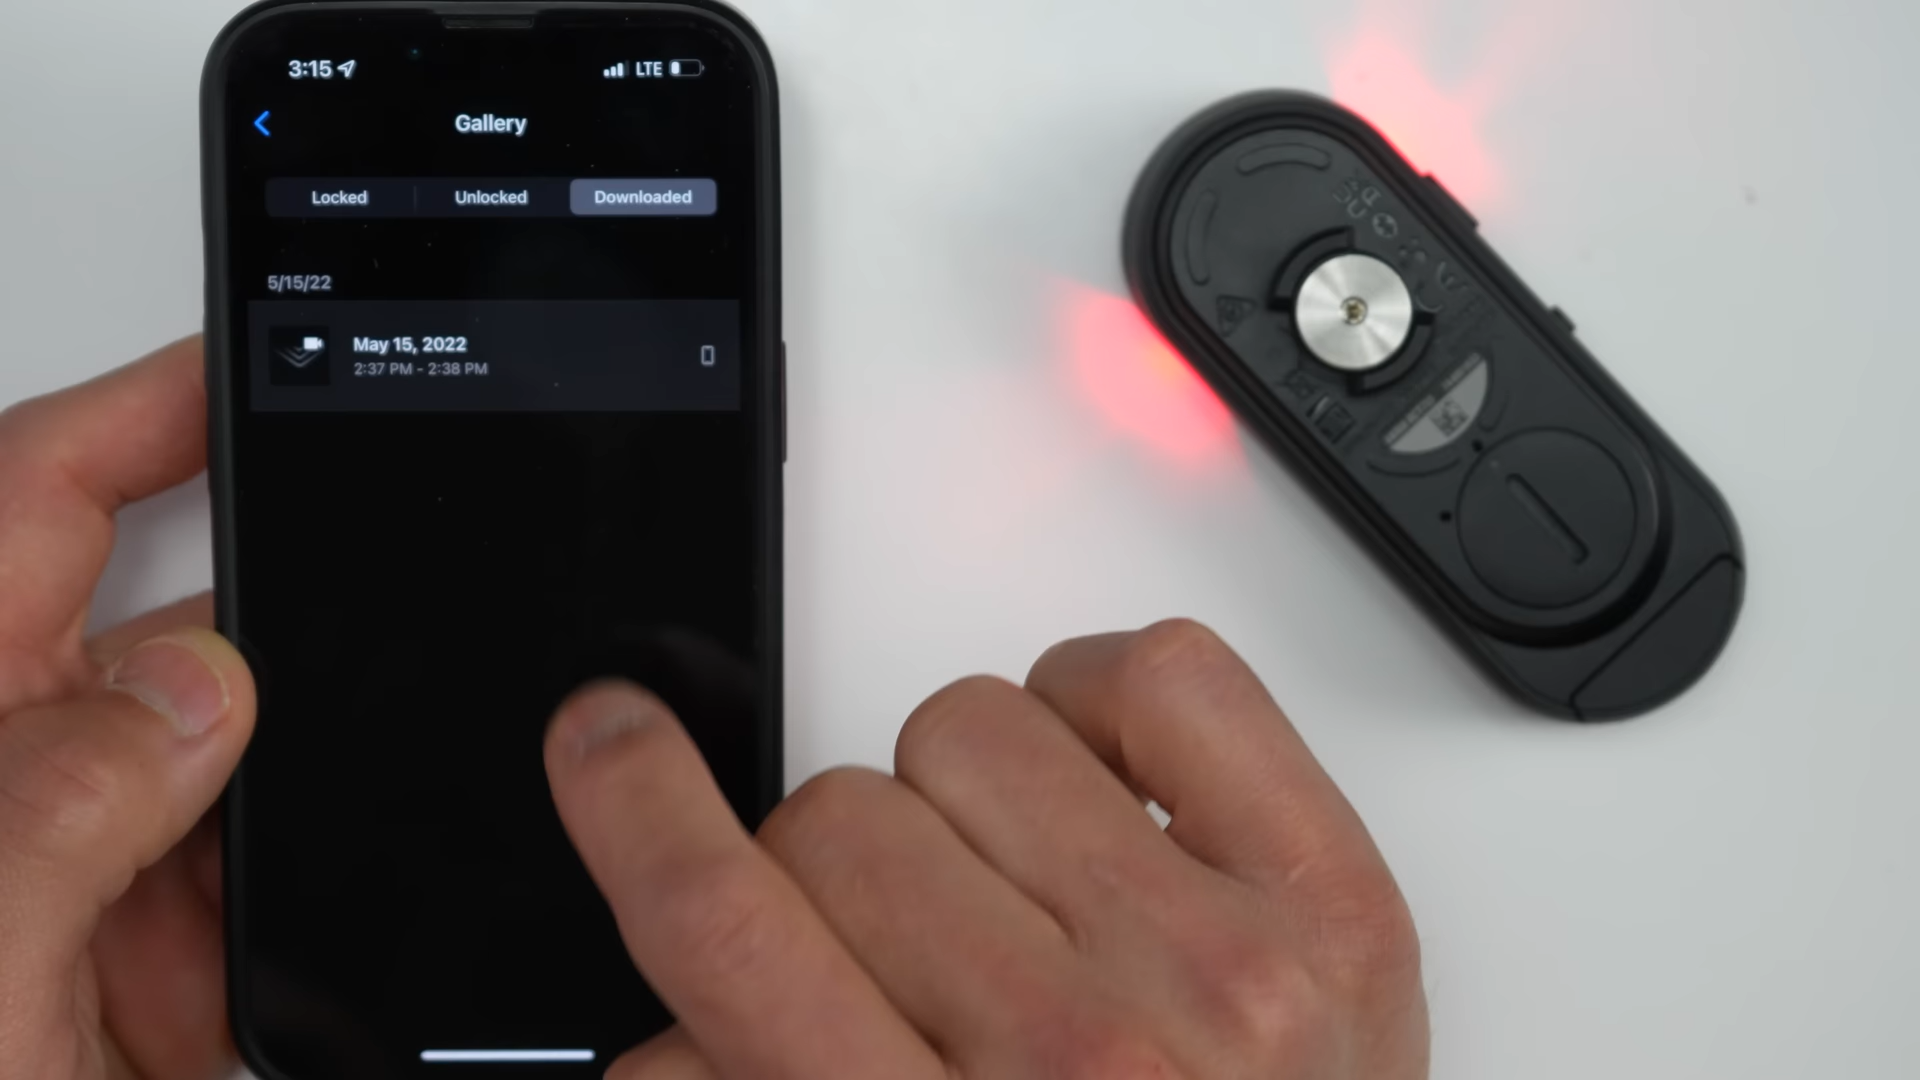 3:15
LTE
Gallery
Locked
Unlocked
Downloaded
5/15/22
May 15, 2022
2:37 PM - 2:38 PM